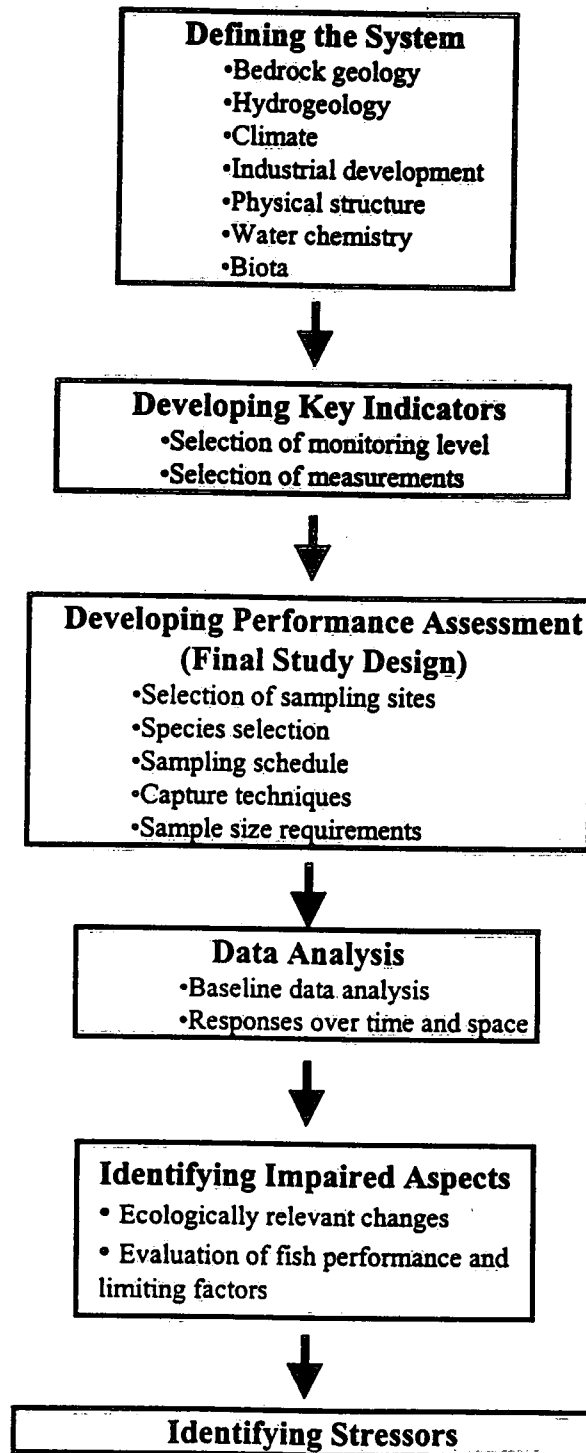 Defining the System
•Bedrock geology
•Hydrogeology
•Climate
•Industrial development
•Physical structure
•Water chemistry
•Biota
Developing Key Indicators
•Selection of monitoring level
•Selection of measurements
Developing Performance Assessment
(Final Study Design)
•Selection of sampling sites
•Species selection
•Sampling schedule
•Capture techniques
•Sample size requirements
Data Analysis
•Baseline data analysis
•Responses over time and space
Identifying Impaired Aspects
• Ecologically relevant changes
• Evaluation of fish performance and
limiting factors
Identifying Stressors